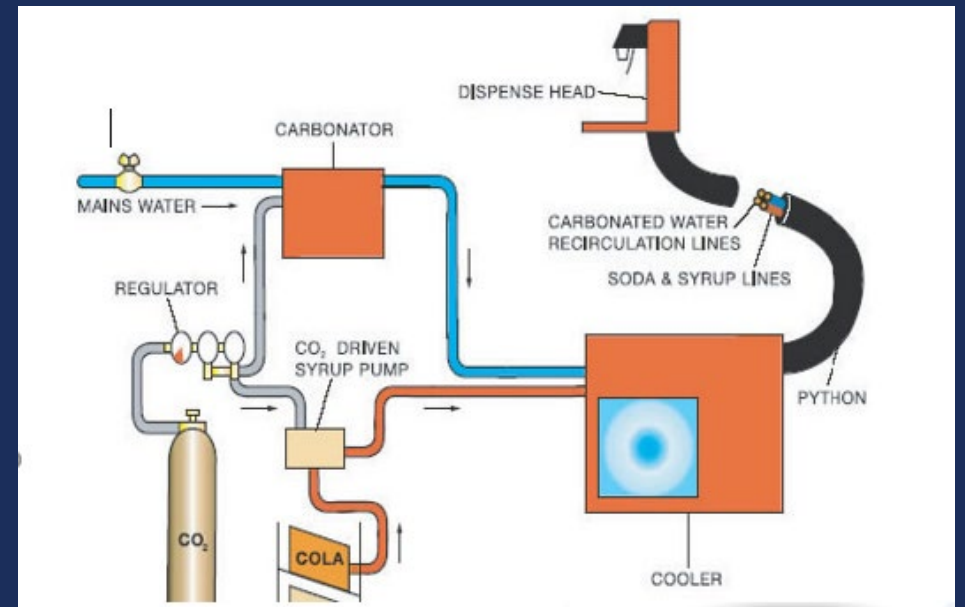 DISPENSE HEAD
CARBONATOR
MAINS WATER
CARBONATED WATER
RECIRCULATION LINES
SODA & SYRUP LINES
REGULATOR
CO₂ DRIVEN
SYRUP PUMP
PYTHON
CO₂
COLA
COOLER